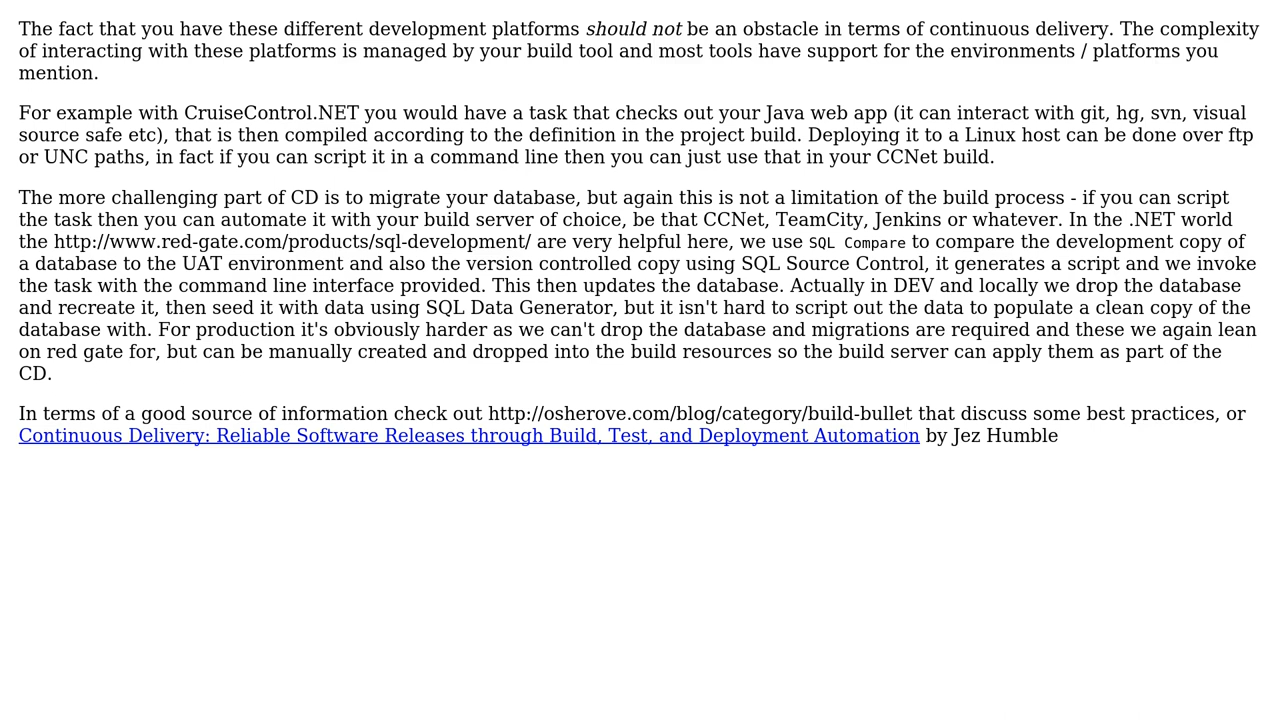 The fact that you have these different development platforms should not be an obstacle in terms of continuous delivery. The complexity
of interacting with these platforms is managed by your build tool and most tools have support for the environments / platforms you
mention.
For example with CruiseControl.NET you would have a task that checks out your Java web app (it can interact with git, hg, svn, visual
source safe etc), that is then compiled according to the definition in the project build. Deploying it to a Linux host can be done over ftp
or UNC paths, in fact if you can script it in a command line then you can just use that in your CCNet build.
The more challenging part of CD is to migrate your database, but again this is not a limitation of the build process - if you can script
the task then you can automate it with your build server of choice, be that CCNet, TeamCity, Jenkins or whatever. In the .NET world
the http://www.red-gate.com/products/sql-development/ are very helpful here, we use SQL Compare to compare the development copy of
a database to the UAT environment and also the version controlled copy using SQL Source Control, it generates a script and we invoke
the task with the command line interface provided. This then updates the database. Actually in DEV and locally we drop the database
and recreate it, then seed it with data using SQL Data Generator, but it isn't hard to script out the data to populate a clean copy of the
database with. For production it's obviously harder as we can't drop the database and migrations are required and these we again lean
on red gate for, but can be manually created and dropped into the build resources so the build server can apply them as part of the
CD.
In terms of a good source of information check out http://osherove.com/blog/category/build-bullet that discuss some best practices, or
Continuous Delivery: Reliable Software Releases through Build, Test, and Deployment Automation by Jez Humble